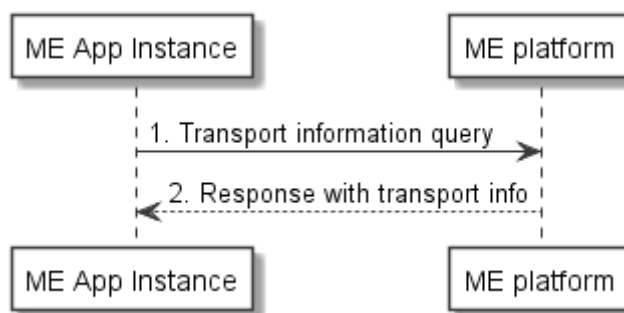 ME App Instance
ME platform
1. Transport information query
2. Response with transport info
ME App Instance
ME platform